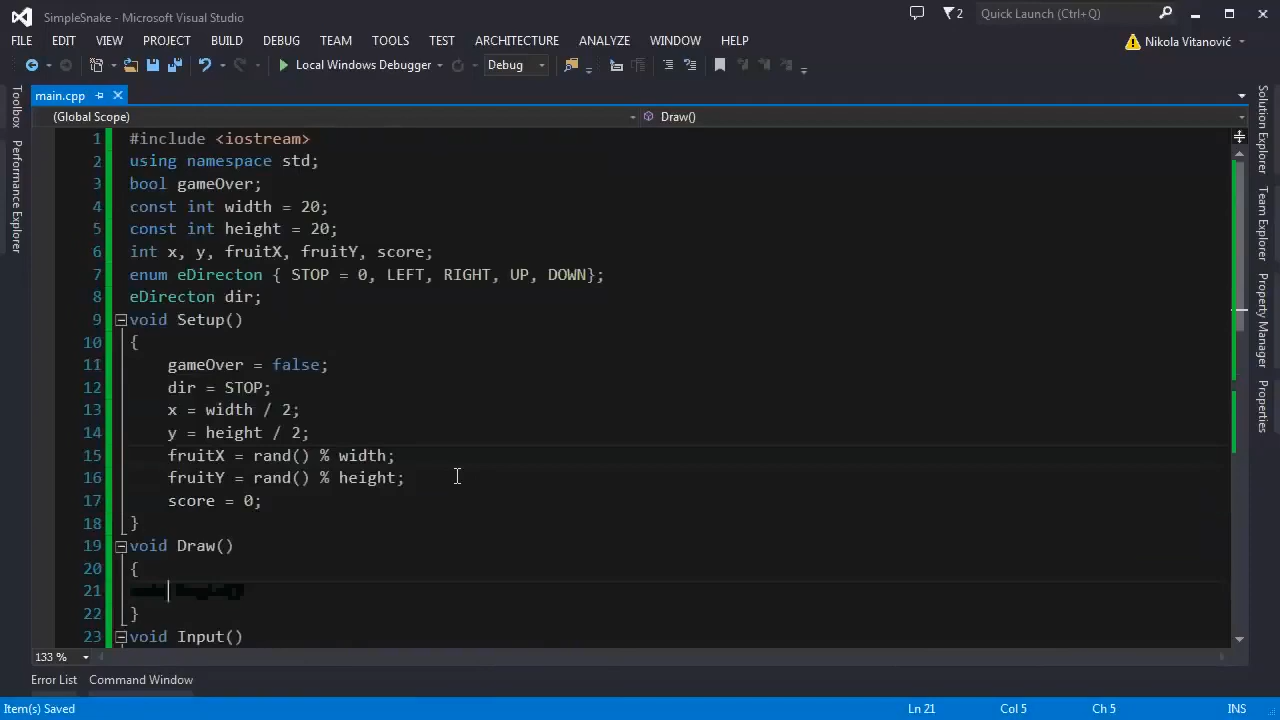 SimpleSnake - Microsoft Visual Studio
2
Quick Launch (Ctrl+Q)
FILE EDIT VIEW PROJECT BUILD DEBUG TEAM TOOLS TEST ARCHITECTURE ANALYZE WINDOW HELP
Nikola Vitanović
Local Windows Debugger
Debug
main.cpp
(Global Scope)
Draw()
Toolbox
Performance Explorer
1 #include <iostream>
2 using namespace std;
3 bool gameOver;
4 const int width = 20;
5 const int height = 20;
6 int x, y, fruitX, fruitY, score;
7 enum eDirecton { STOP = 0, LEFT, RIGHT, UP, DOWN};
8 eDirecton dir;
9 void Setup()
10 {
11 gameOver = false;
12 dir = STOP;
13 x = width / 2;
14 y = height / 2;
15 fruitX = rand() % width;
16 fruitY = rand() % height;
17 score = 0;
18 }
19 void Draw()
20 {
21
22 }
23 void Input()
Solution Explorer
Team Explorer
Property Manager
Properties
133 %
Error List Command Window
Item(s) Saved
Ln 21 Col 5 Ch 5 INS